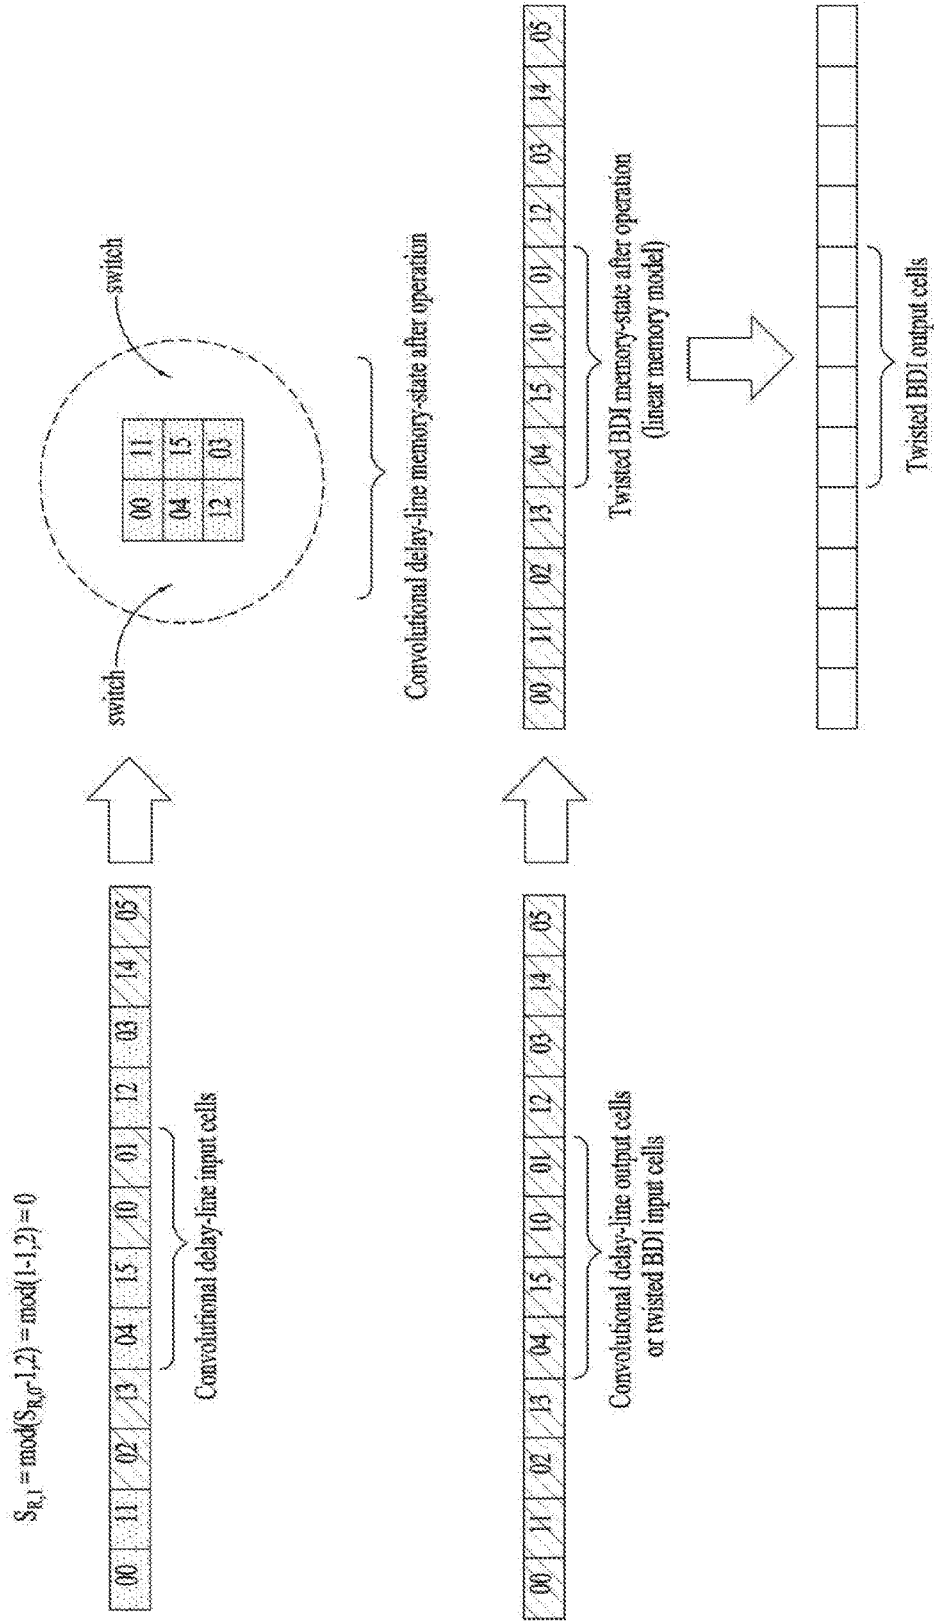 S_{R,1} = mod(S_{R,0}-1,2) = mod(1-1,2) = 0
00 11 02 13 04 15 10 01 12 03 14 05
Convolutional delay-line input cells
switch
switch
00 11
04 15
12 03
Convolutional delay-line memory-state after operation
00 11 02 13 04 15 10 01 12 03 14 05
Convolutional delay-line output cells
or twisted BDI input cells
00 11 02 13 04 15 10 01 12 03 14 05
Twisted BDI memory-state after operation
(linear memory model)
Twisted BDI output cells